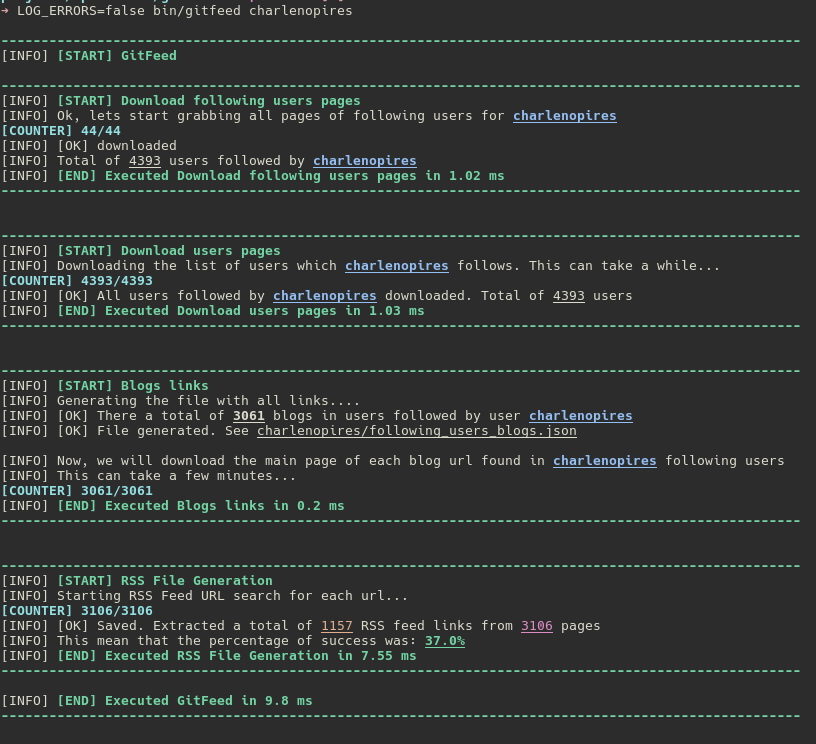 ➜ LOG_ERRORS=false bin/gitfeed charlenopires
----------------------------------------------------------------------------------------------------
[INFO] [START] GitFeed
----------------------------------------------------------------------------------------------------
[INFO] [START] Download following users pages
[INFO] Ok, lets start grabbing all pages of following users for charlenopires
[COUNTER] 44/44
[INFO] [OK] downloaded
[INFO] Total of 4393 users followed by charlenopires
[INFO] [END] Executed Download following users pages in 1.02 ms
----------------------------------------------------------------------------------------------------
----------------------------------------------------------------------------------------------------
[INFO] [START] Download users pages
[INFO] Downloading the list of users which charlenopires follows. This can take a while...
[COUNTER] 4393/4393
[INFO] [OK] All users followed by charlenopires downloaded. Total of 4393 users
[INFO] [END] Executed Download users pages in 1.03 ms
----------------------------------------------------------------------------------------------------
----------------------------------------------------------------------------------------------------
[INFO] [START] Blogs links
[INFO] Generating the file with all links....
[INFO] [OK] There a total of 3061 blogs in users followed by user charlenopires
[INFO] [OK] File generated. See charlenopires/following_users_blogs.json
[INFO] Now, we will download the main page of each blog url found in charlenopires following users
[INFO] This can take a few minutes...
[COUNTER] 3061/3061
[INFO] [END] Executed Blogs links in 0.2 ms
----------------------------------------------------------------------------------------------------
----------------------------------------------------------------------------------------------------
[INFO] [START] RSS File Generation
[INFO] Starting RSS Feed URL search for each url...
[COUNTER] 3106/3106
[INFO] [OK] Saved. Extracted a total of 1157 RSS feed links from 3106 pages
[INFO] This mean that the percentage of success was: 37.0%
[INFO] [END] Executed RSS File Generation in 7.55 ms
----------------------------------------------------------------------------------------------------
[INFO] [END] Executed GitFeed in 9.8 ms
----------------------------------------------------------------------------------------------------